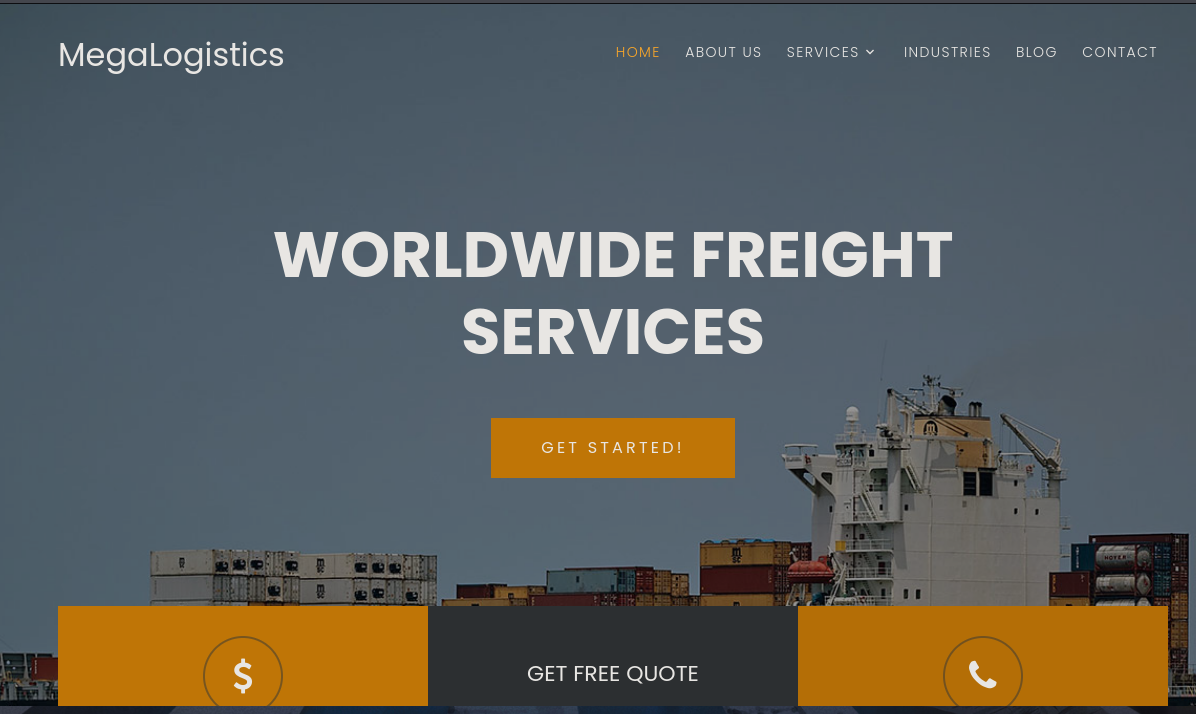 MegaLogistics
HOME ABOUT US SERVICES INDUSTRIES BLOG CONTACT
WORLDWIDE FREIGHT
SERVICES
GET STARTED!
$
GET FREE QUOTE